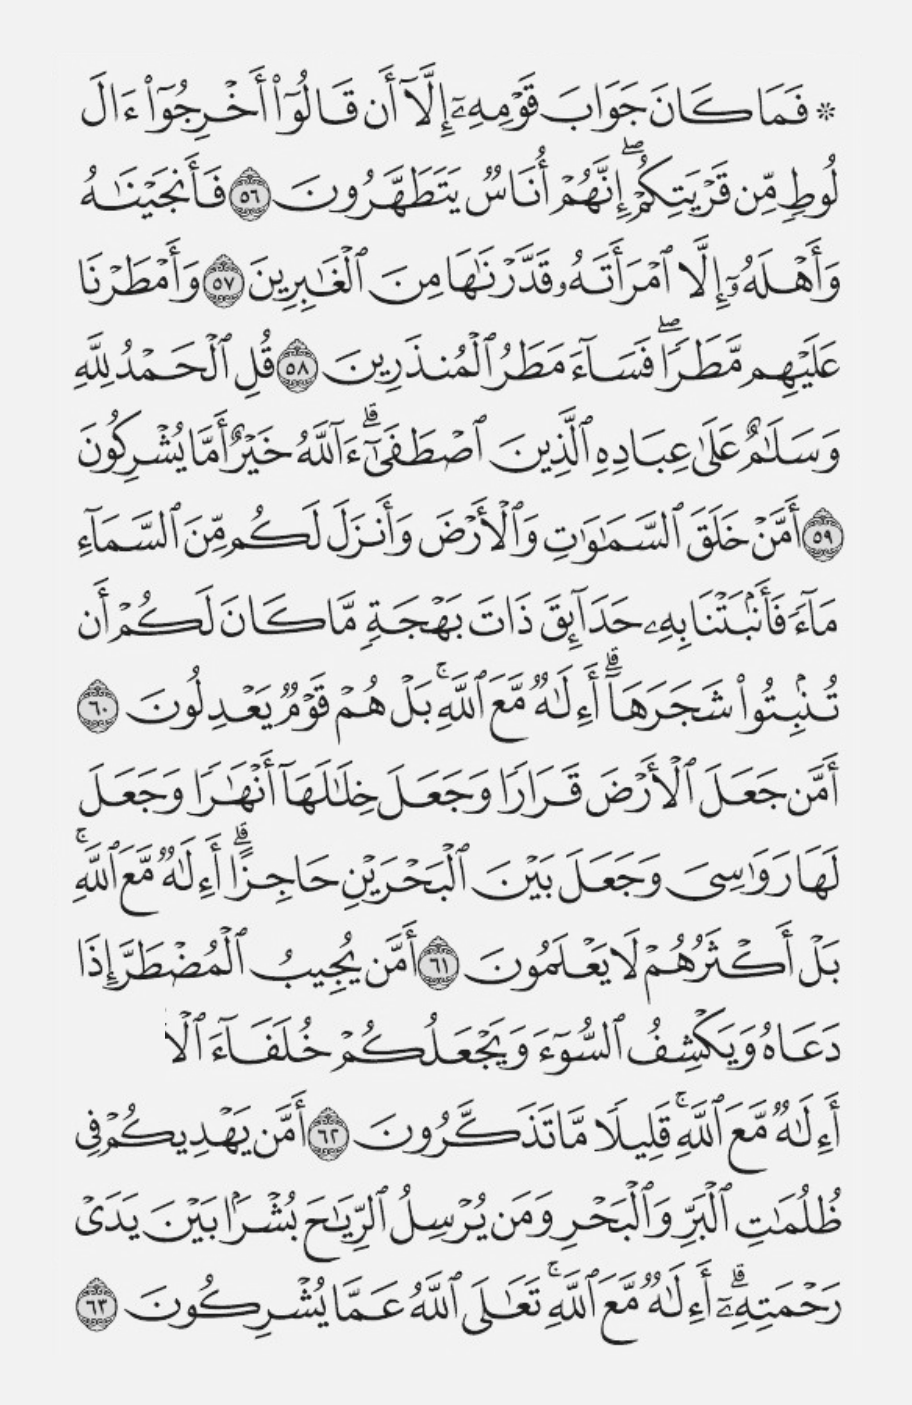 ۞ فَمَا كَانَ جَوَابَ قَوْمِهِۦٓ إِلَّآ أَن قَالُوٓا۟ أَخْرِجُوٓا۟ ءَالَ
لُوطٍ مِّن قَرْيَتِكُمْ ۖ إِنَّهُمْ أُنَاسٌ يَتَطَهَّرُونَ ٥٦ فَأَنجَيْنَٰهُ
وَأَهْلَهُۥٓ إِلَّا ٱمْرَأَتَهُۥ قَدَّرْنَٰهَا مِنَ ٱلْغَٰبِرِينَ ٥٧ وَأَمْطَرْنَا
عَلَيْهِم مَّطَرًا ۖ فَسَآءَ مَطَرُ ٱلْمُنذَرِينَ ٥٨ قُلِ ٱلْحَمْدُ لِلَّهِ
وَسَلَٰمٌ عَلَىٰ عِبَادِهِ ٱلَّذِينَ ٱصْطَفَىٰٓ ۗ ءَآللَّهُ خَيْرٌ أَمَّا يُشْرِكُونَ
٥٩ أَمَّنْ خَلَقَ ٱلسَّمَٰوَٰتِ وَٱلْأَرْضَ وَأَنزَلَ لَكُم مِّنَ ٱلسَّمَآءِ
مَآءً فَأَنۢبَتْنَا بِهِۦ حَدَآئِقَ ذَاتَ بَهْجَةٍ مَّا كَانَ لَكُمْ أَن
تُنۢبِتُوا۟ شَجَرَهَآ ۗ أَءِلَٰهٌ مَّعَ ٱللَّهِ ۚ بَلْ هُمْ قَوْمٌ يَعْدِلُونَ ٦٠
أَمَّن جَعَلَ ٱلْأَرْضَ قَرَارًا وَجَعَلَ خِلَٰلَهَآ أَنْهَٰرًا وَجَعَلَ
لَهَا رَوَٰسِىَ وَجَعَلَ بَيْنَ ٱلْبَحْرَيْنِ حَاجِزًا ۗ أَءِلَٰهٌ مَّعَ ٱللَّهِ ۚ
بَلْ أَكْثَرُهُمْ لَا يَعْلَمُونَ ٦١ أَمَّن يُجِيبُ ٱلْمُضْطَرَّ إِذَا
دَعَاهُ وَيَكْشِفُ ٱلسُّوٓءَ وَيَجْعَلُكُمْ خُلَفَآءَ
أَءِلَٰهٌ مَّعَ ٱللَّهِ ۚ قَلِيلًا مَّا تَذَكَّرُونَ ٦٢ أَمَّن يَهْدِيكُمْ فِى
ظُلُمَٰتِ ٱلْبَرِّ وَٱلْبَحْرِ وَمَن يُرْسِلُ ٱلرِّيَٰحَ بُشْرًۢا بَيْنَ يَدَىْ
رَحْمَتِهِۦٓ ۗ أَءِلَٰهٌ مَّعَ ٱللَّهِ ۚ تَعَٰلَى ٱللَّهُ عَمَّا يُشْرِكُونَ ٦٣